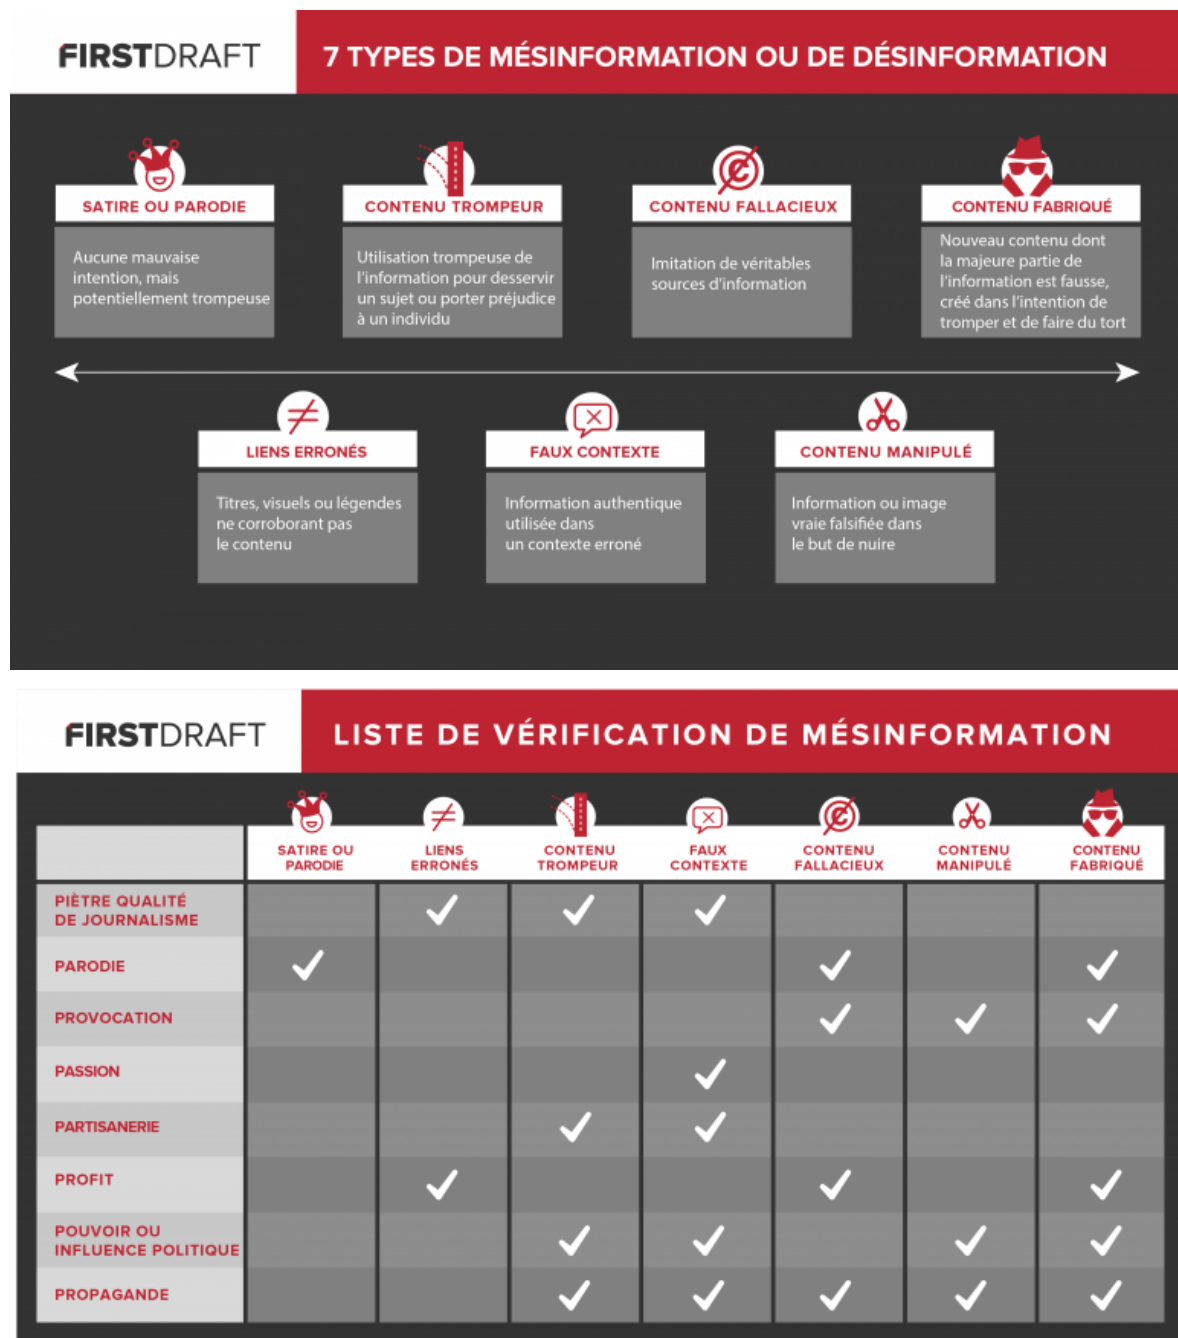 FIRSTDRAFT
7 TYPES DE MÉSINFORMATION OU DE DÉSINFORMATION
SATIRE OU PARODIE
Aucune mauvaise
intention, mais
potentiellement trompeuse
CONTENU TROMPEUR
Utilisation trompeuse de
l'information pour desservir
un sujet ou porter préjudice
à un individu
CONTENU FALLACIEUX
Imitation de véritables
sources d'information
CONTENU FABRIQUÉ
Nouveau contenu dont
la majeure partie de
l'information est fausse,
créé dans l'intention de
tromper et de faire du tort
LIENS ERRONÉS
Titres, visuels ou légendes
ne corroborant pas
le contenu
FAUX CONTEXTE
Information authentique
utilisée dans
un contexte erroné
CONTENU MANIPULÉ
Information ou image
vraie falsifiée dans
le but de nuire
FIRSTDRAFT
LISTE DE VÉRIFICATION DE MÉSINFORMATION
SATIRE OU
PARODIE
LIENS
ERRONÉS
CONTENU
TROMPEUR
FAUX
CONTEXTE
CONTENU
FALLACIEUX
CONTENU
MANIPULÉ
CONTENU
FABRIQUÉ
PIÈTRE QUALITÉ
DE JOURNALISME
PARODIE
PROVOCATION
PASSION
PARTISANERIE
PROFIT
POUVOIR OU
INFLUENCE POLITIQUE
PROPAGANDE